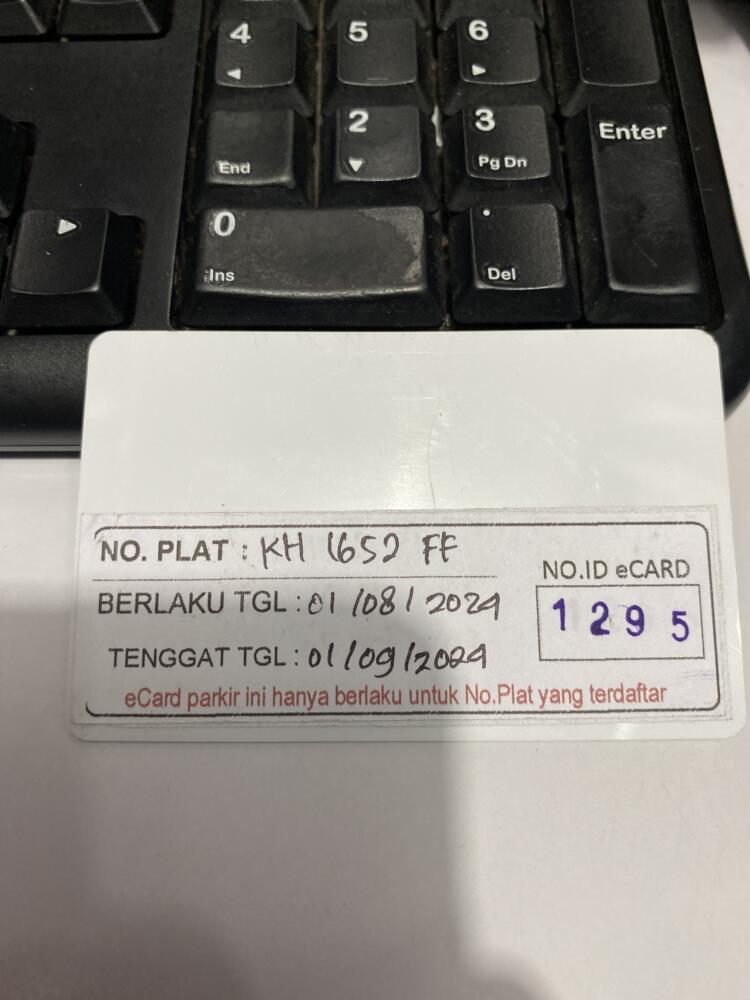 4 5 6
End 2 3 Pg Dn Enter
0 Ins . Del
NO. PLAT : KH 1652 FF
NO.ID eCARD
BERLAKU TGL : 01/08/2024
1295
TENGGAT TGL : 01/09/2024
eCard parkir ini hanya berlaku untuk No.Plat yang terdaftar